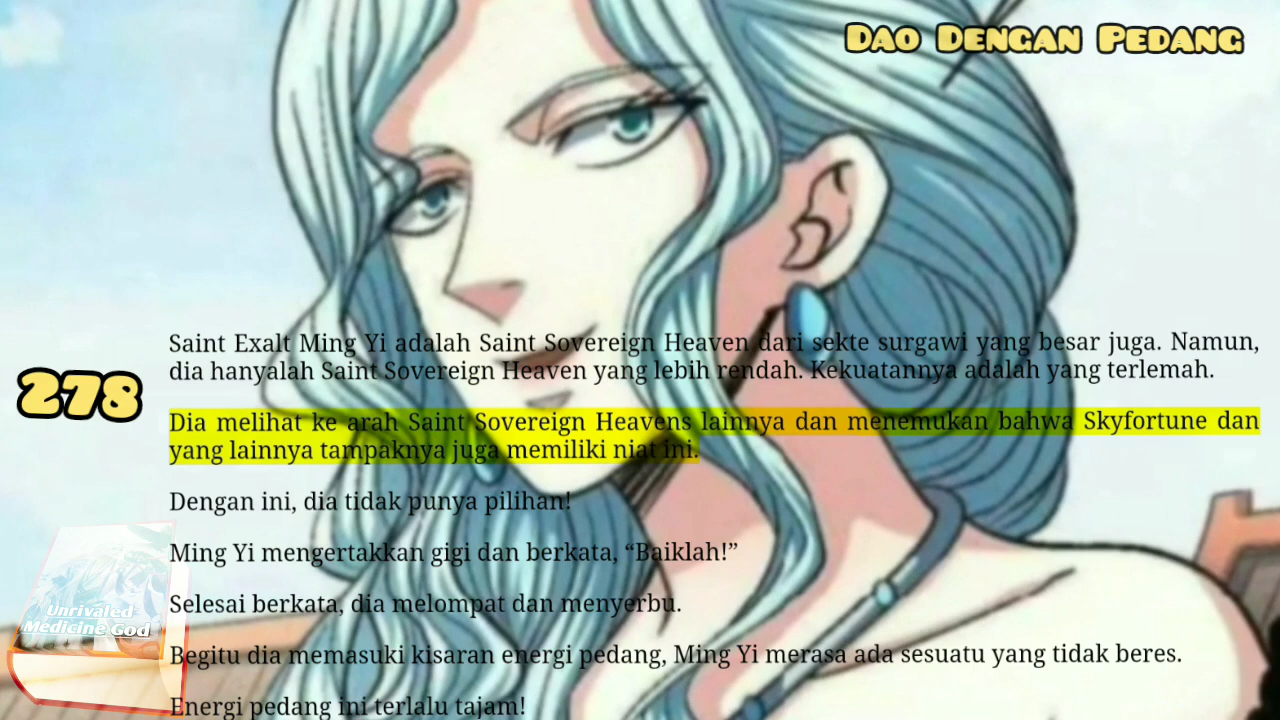 Dao Dengan Pedang
Saint Exalt Ming Yi adalah Saint Sovereign Heaven dari sekte surgawi yang besar juga. Namun,
dia hanyalah Saint Sovereign Heaven yang lebih rendah. Kekuatannya adalah yang terlemah.
278
Dia melihat ke arah Saint Sovereign Heavens lainnya dan menemukan bahwa Skyfortune dan
yang lainnya tampaknya juga memiliki niat ini.
Dengan ini, dia tidak punya pilihan!
Ming Yi mengertakkan gigi dan berkata, “Baiklah!”
Selesai berkata, dia melompat dan menyerbu.
Unrivaled
Medicine God
Begitu dia memasuki kisaran energi pedang, Ming Yi merasa ada sesuatu yang tidak beres.
Energi pedang ini terlalu tajam!